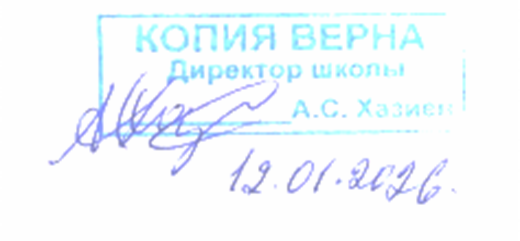 КОПИЯ ВЕРНА
Директор школы
А.С. Хазиев
12.01.2026.